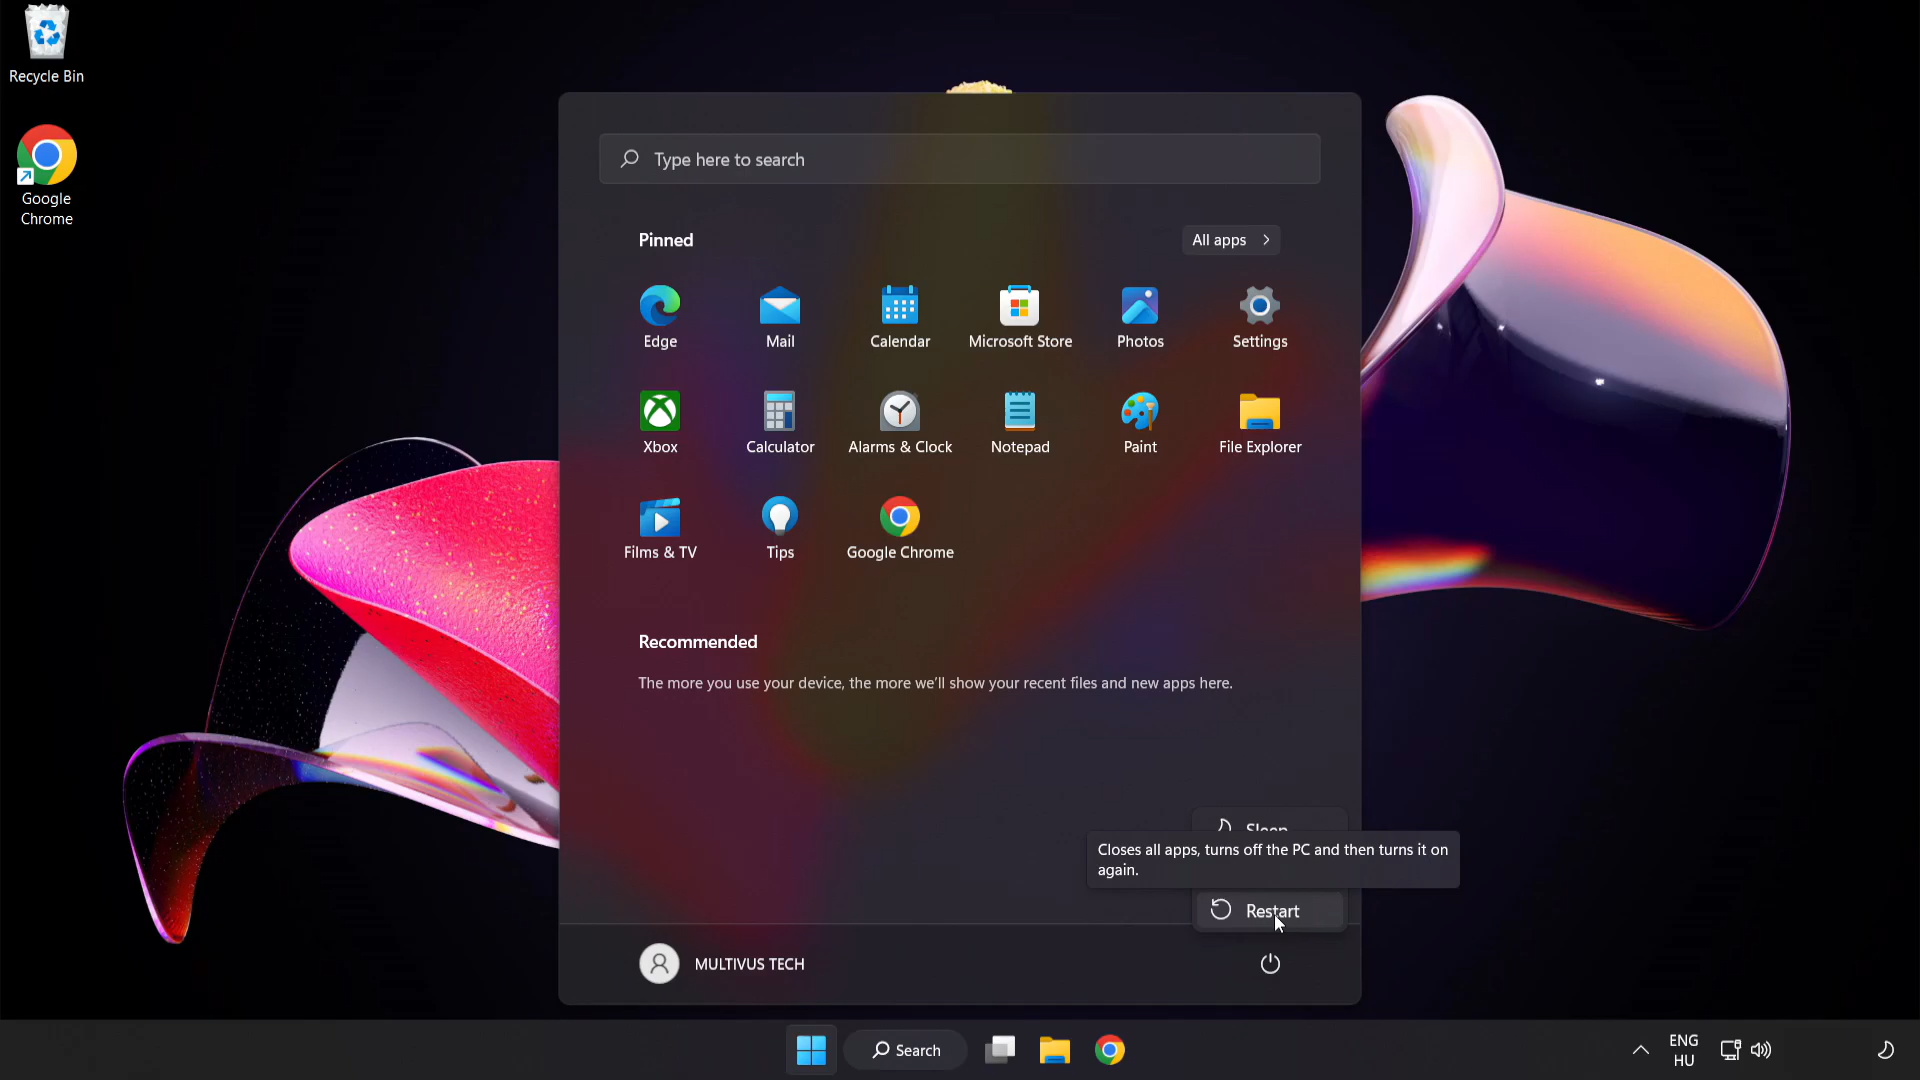 Recycle Bin
Google
Chrome
Type here to search
Pinned
All apps
Edge
Mail
Calendar
Microsoft Store
Photos
Settings
Xbox
Calculator
Alarms & Clock
Notepad
Paint
File Explorer
Films & TV
Tips
Google Chrome
Recommended
The more you use your device, the more we'll show your recent files and new apps here.
Sleep
Closes all apps, turns off the PC and then turns it on
again.
Restart
MULTIVUS TECH
Search
ENG
HU